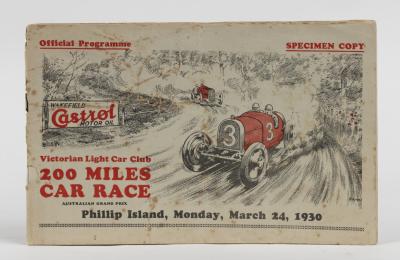 Official Programme
SPECIMEN COPY
WAKEFIELD
Castrol
MOTOR OIL
3
3
Victorian Light Car Club
200 MILES
CAR RACE
AUSTRALIAN GRAND PRIX
Phillip Island, Monday, March 24, 1930